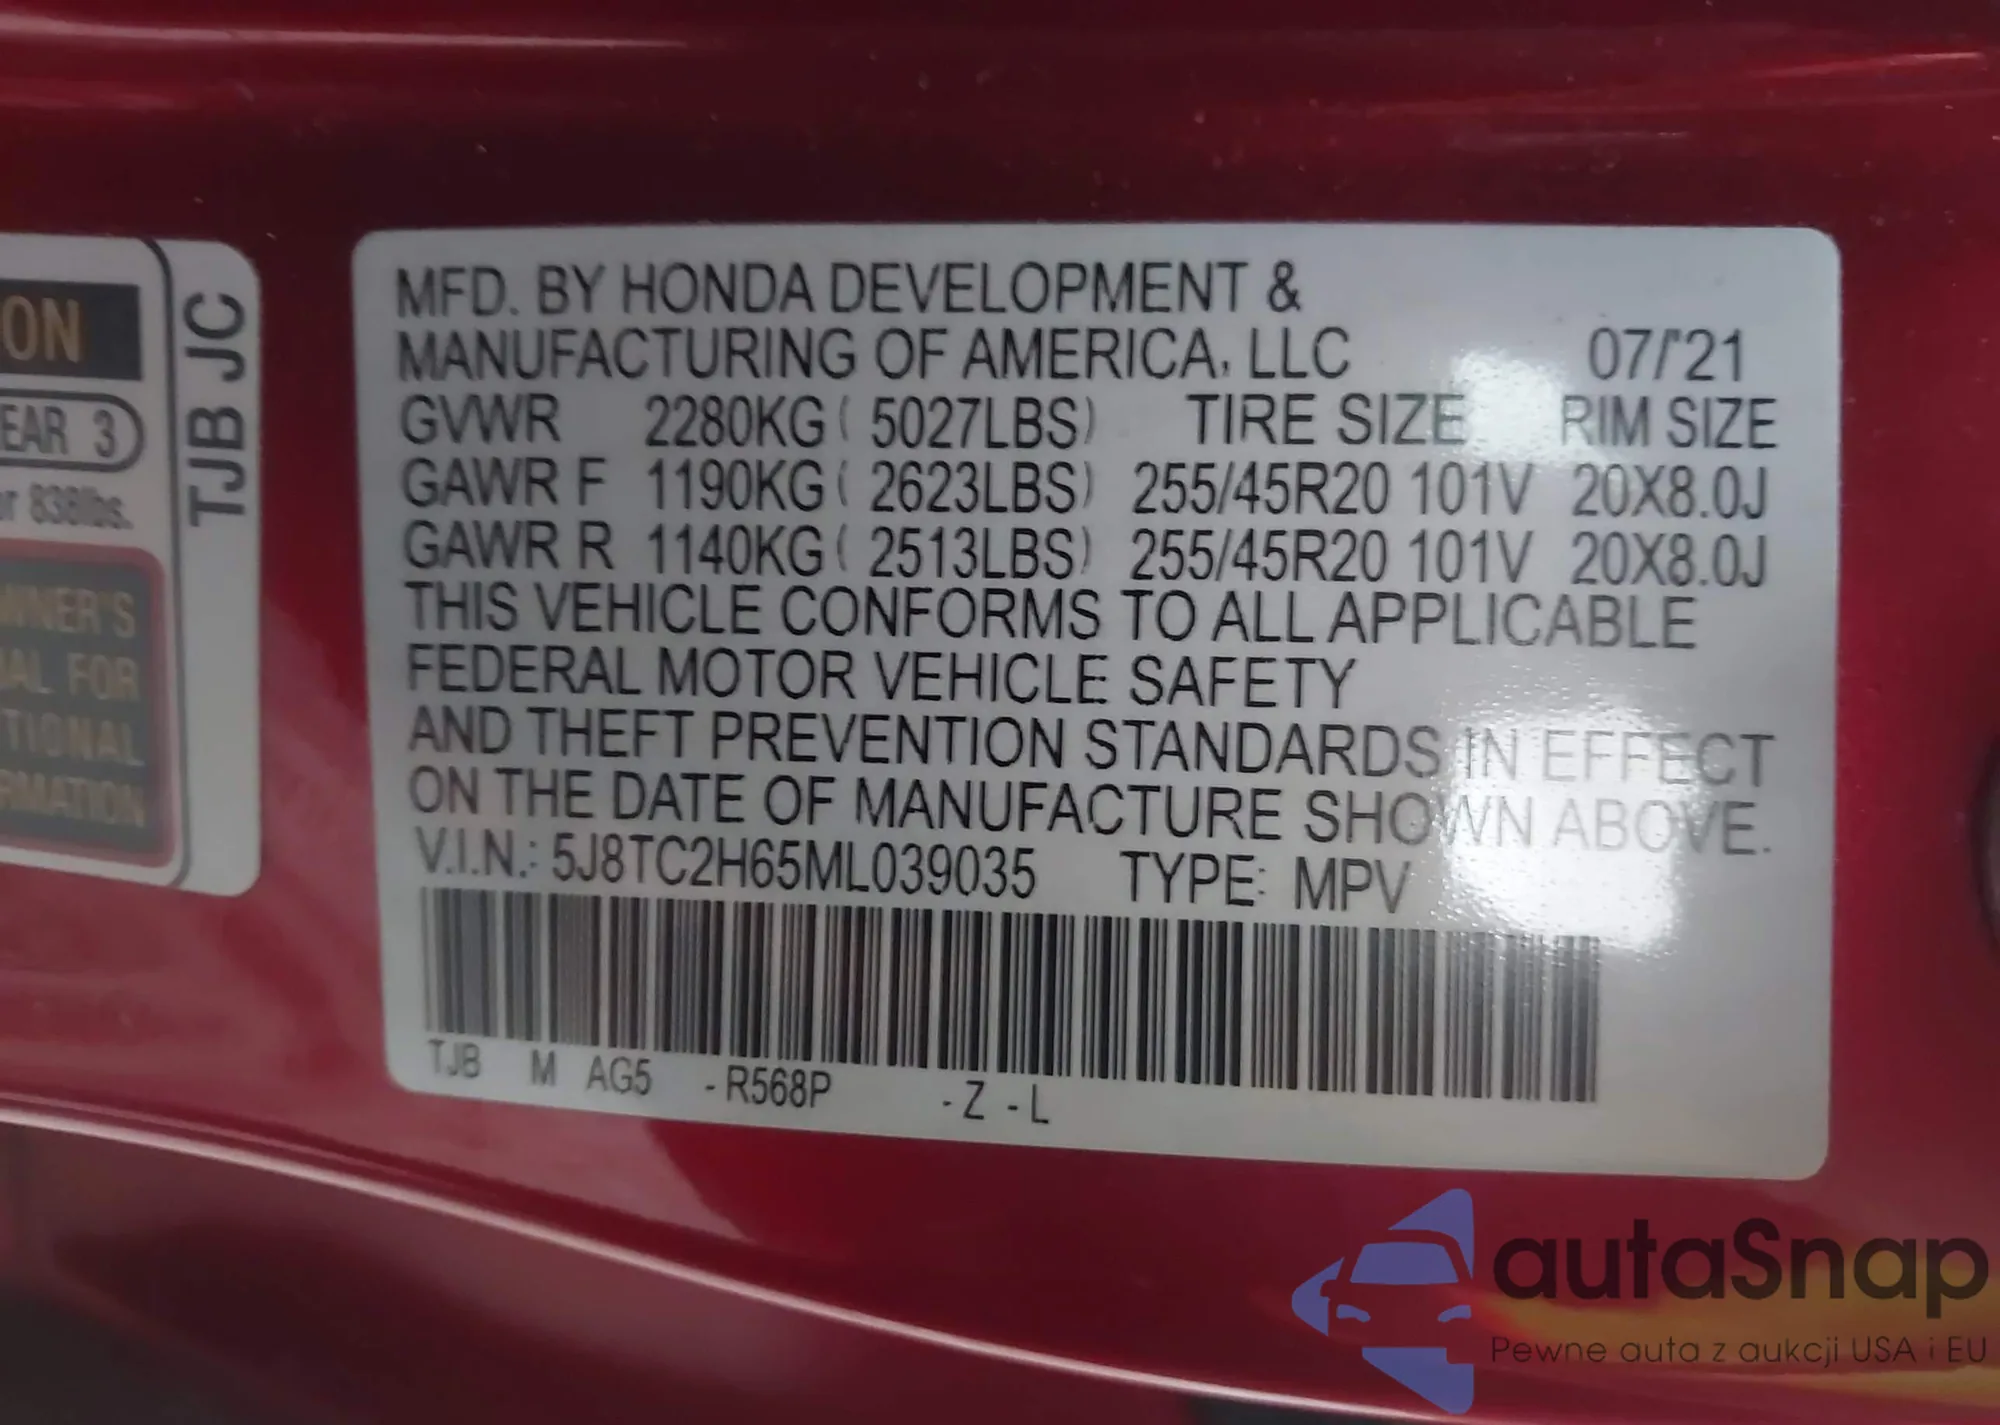 ON
EAR 3
or 838lbs.
WNER'S
AL FOR
TIONAL
RMATION
TJB JC
MFD. BY HONDA DEVELOPMENT &
MANUFACTURING OF AMERICA, LLC 07/'21
GVWR 2280KG ( 5027LBS) TIRE SIZE RIM SIZE
GAWR F 1190KG ( 2623LBS) 255/45R20 101V 20X8.0J
GAWR R 1140KG ( 2513LBS) 255/45R20 101V 20X8.0J
THIS VEHICLE CONFORMS TO ALL APPLICABLE
FEDERAL MOTOR VEHICLE SAFETY
AND THEFT PREVENTION STANDARDS IN EFFECT
ON THE DATE OF MANUFACTURE SHOWN ABOVE.
V.I.N.: 5J8TC2H65ML039035 TYPE: MPV
TJB M AG5 -R568P -Z -L
autaSnap
Pewne auta z aukcji USA i EU